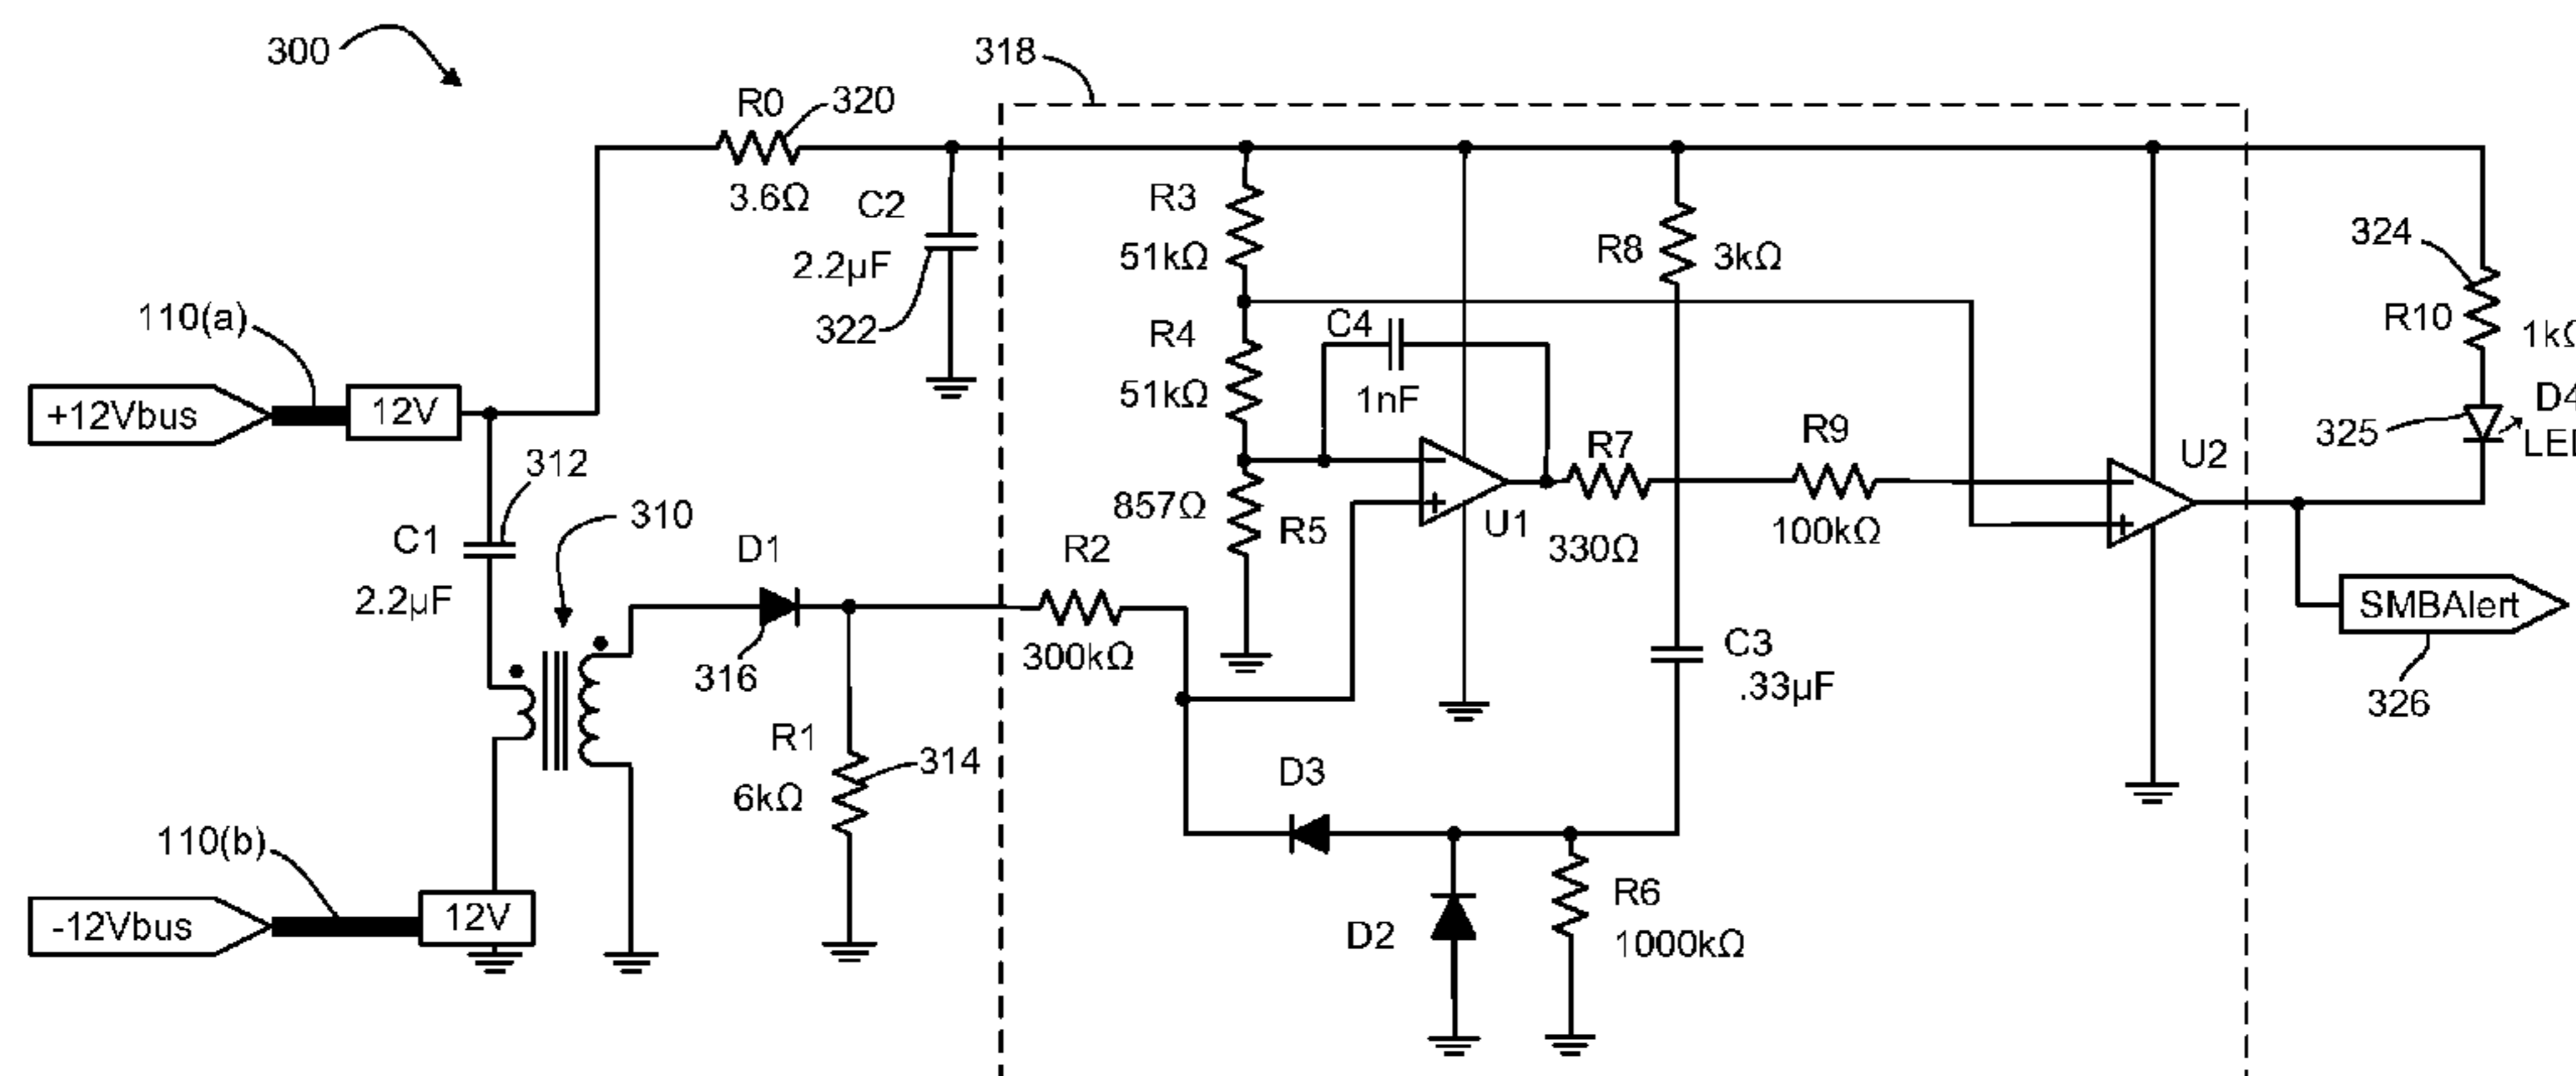 300
318
R0
320
3.6Ω
C2
2.2µF
322
R3
51kΩ
R4
51kΩ
857Ω
R5
C4
1nF
R8
3kΩ
324
R10
325
D4
110(a)
+12Vbus
12V
312
C1
2.2µF
310
D1
316
R1
6kΩ
314
R2
300kΩ
U1
R7
330Ω
R9
100kΩ
U2
SMBAlert
326
C3
.33µF
D3
D2
R6
1000kΩ
110(b)
-12Vbus
12V